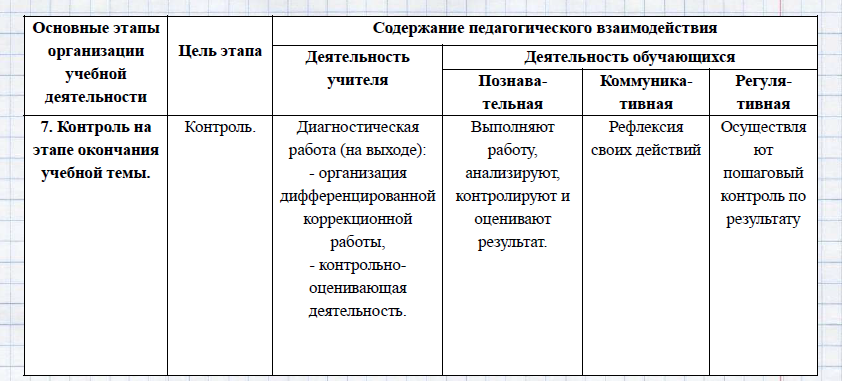 Основные этапы
организации
учебной
деятельности
Цель этапа
Содержание педагогического взаимодействия
Деятельность
учителя
Деятельность обучающихся
Познава-
тельная
Коммуника-
тивная
Регуля-
тивная
7. Контроль на
этапе окончания
учебной темы.
Контроль.
Диагностическая
работа (на выходе):
- организация
дифференцированной
коррекционной
работы,
- контрольно-
оценивающая
деятельность.
Выполняют
работу,
анализируют,
контролируют и
оценивают
результат.
Рефлексия
своих действий
Осуществля
ют
пошаговый
контроль по
результату